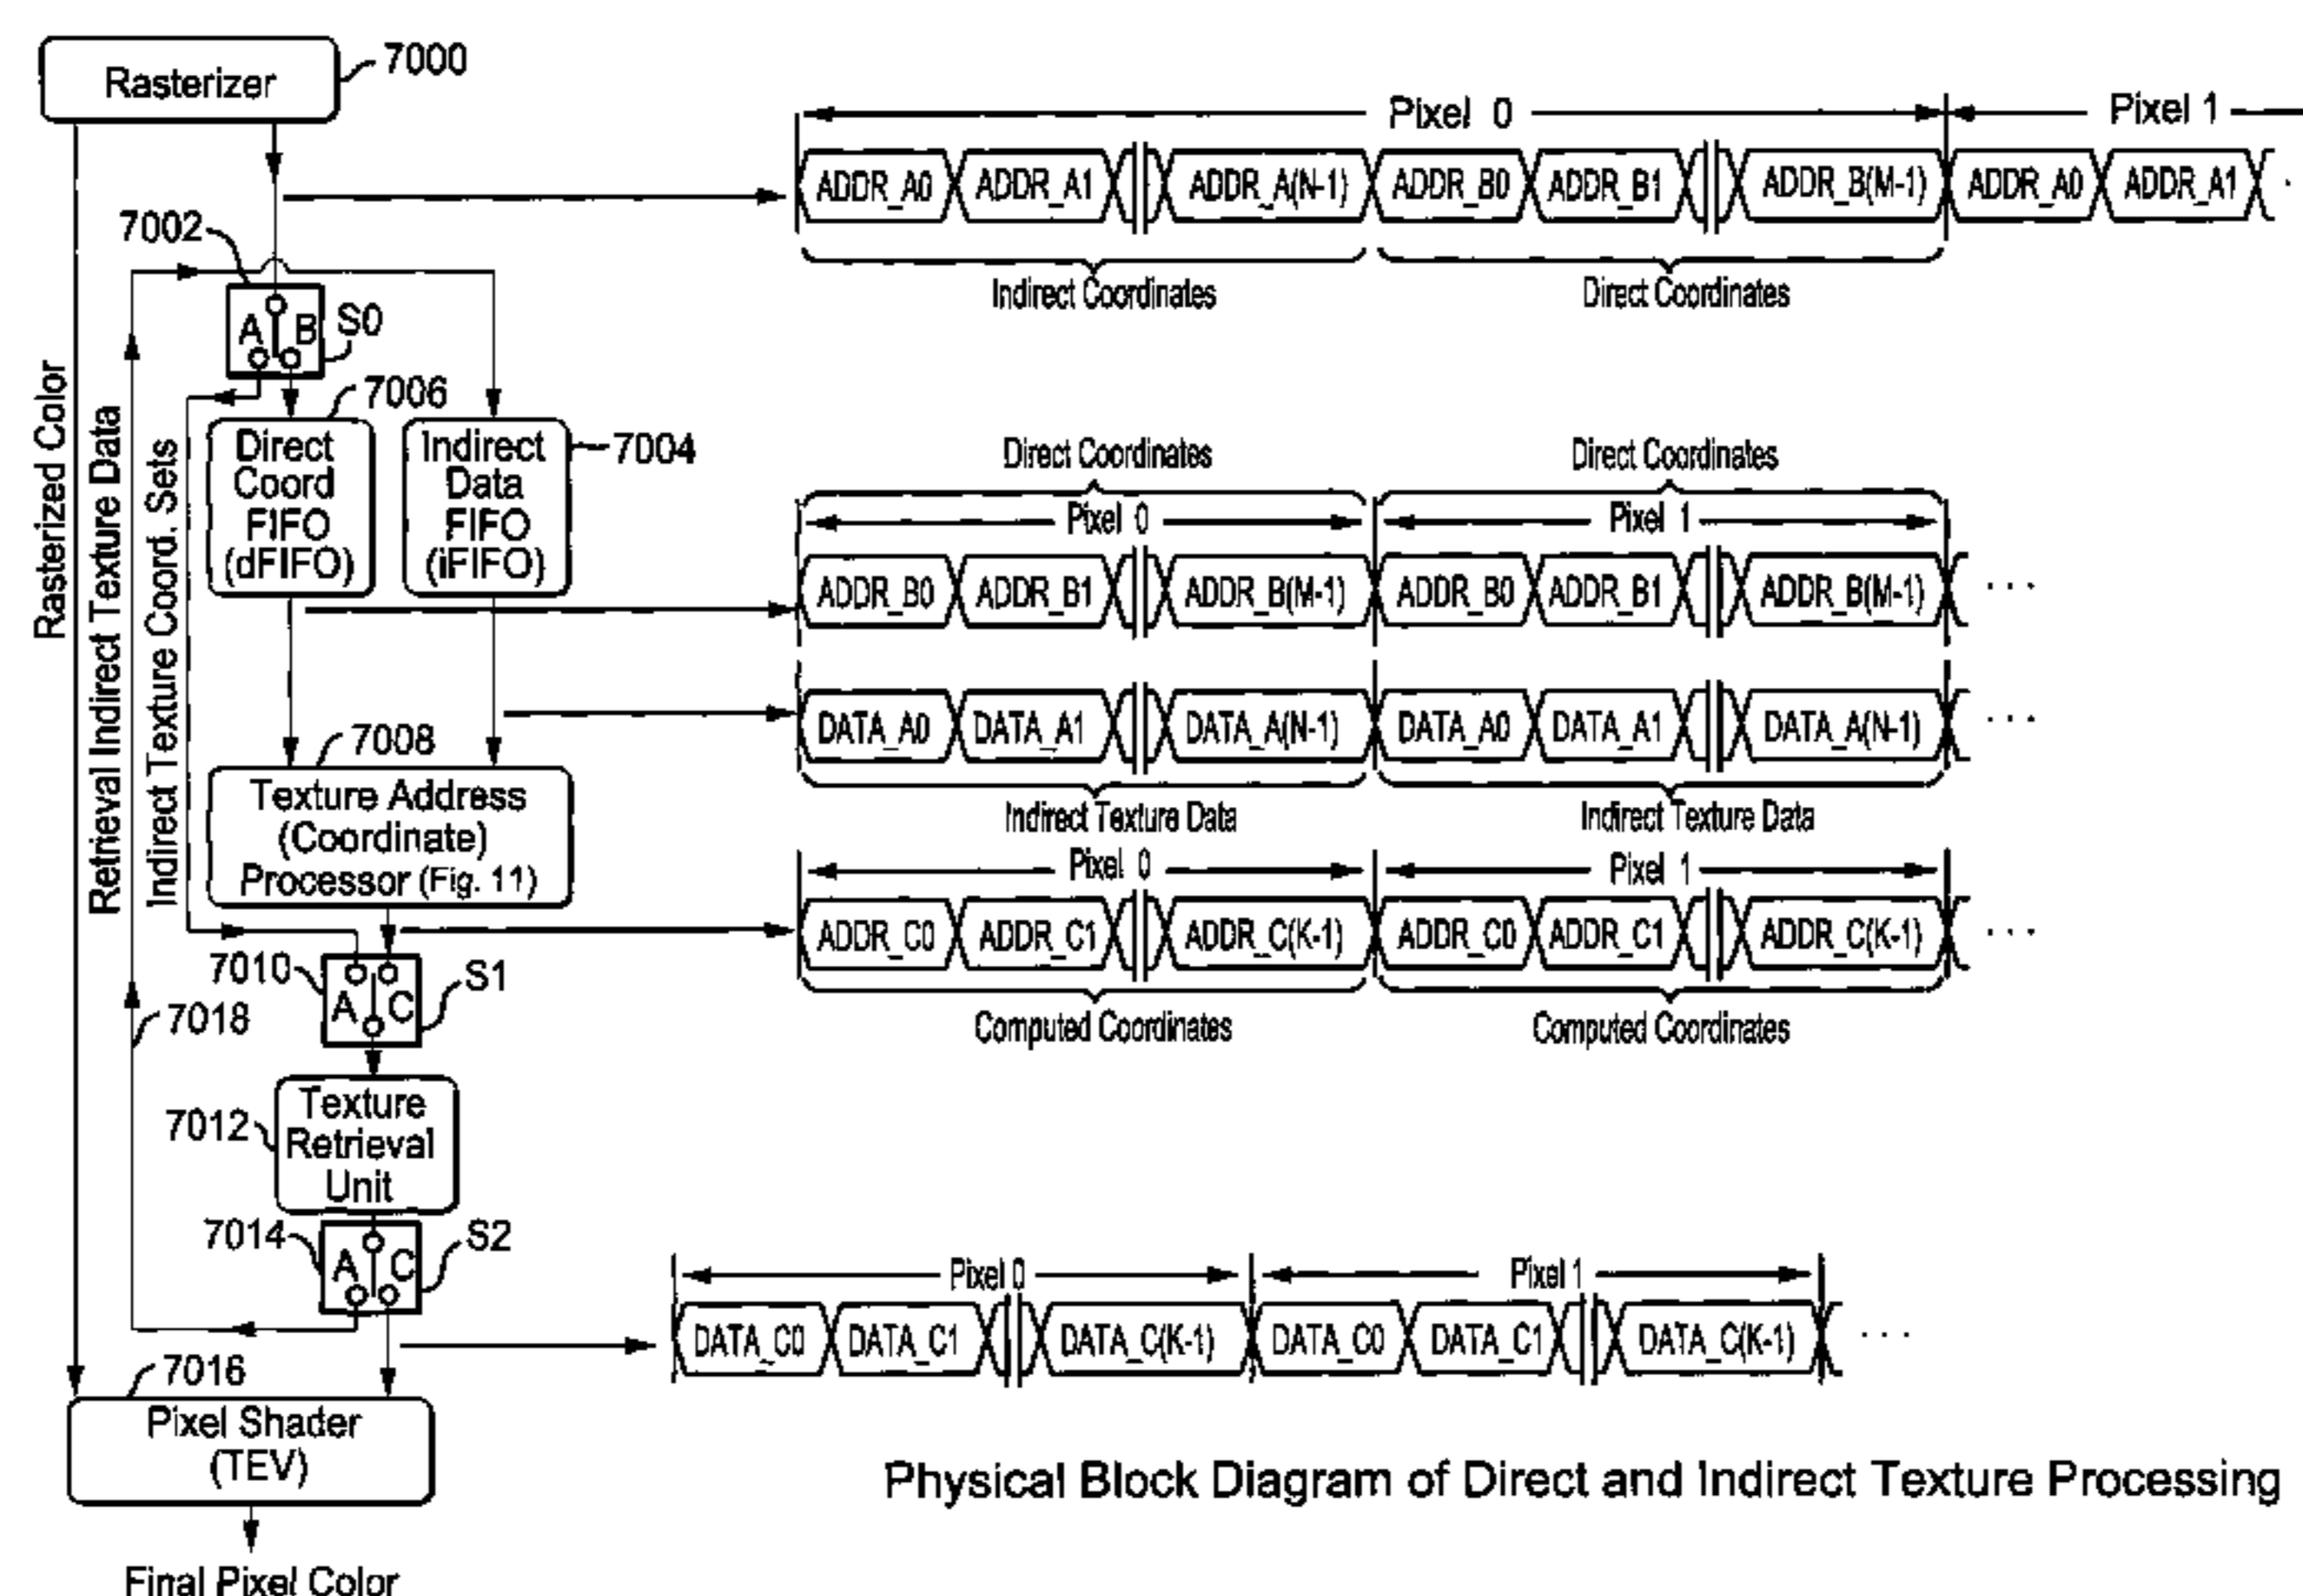 Rasterizer
7000
Pixel 0
Pixel 1
ADDR_A0 ADDR_A1 ADDR_A(N-1) ADDR_B0 ADDR_B1 ADDR_B(M-1) ADDR_A0 ADDR_A1 .
Indirect Coordinates
Direct Coordinates
7002
A B
S0
Rasterized Color
Retrieval Indirect Texture Data
Indirect Texture Coord. Sets
7006
Direct
Coord
FIFO
(dFIFO)
Indirect
Data
FIFO
(iFIFO)
7004
Direct Coordinates
Direct Coordinates
Pixel 0
Pixel 1
ADDR_B0 ADDR_B1 ADDR_B(M-1) ADDR_B0 ADDR_B1 ADDR_B(M-1) ...
DATA_A0 DATA_A1 DATA_A(N-1) DATA_A0 DATA_A1 DATA_A(N-1) ...
Indirect Texture Data
Indirect Texture Data
7008
Texture Address
(Coordinate)
Processor (Fig. 11)
Pixel 0
Pixel 1
ADDR_C0 ADDR_C1 ADDR_C(K-1) ADDR_C0 ADDR_C1 ADDR_C(K-1) ...
Computed Coordinates
Computed Coordinates
7010
A C
S1
7018
7012
Texture
Retrieval
Unit
7014
A C
S2
Pixel 0
Pixel 1
DATA_C0 DATA_C1 DATA_C(K-1) DATA_C0 DATA_C1 DATA_C(K-1) ...
7016
Pixel Shader
(TEV)
Final Pixel Color
Physical Block Diagram of Direct and Indirect Texture Processing